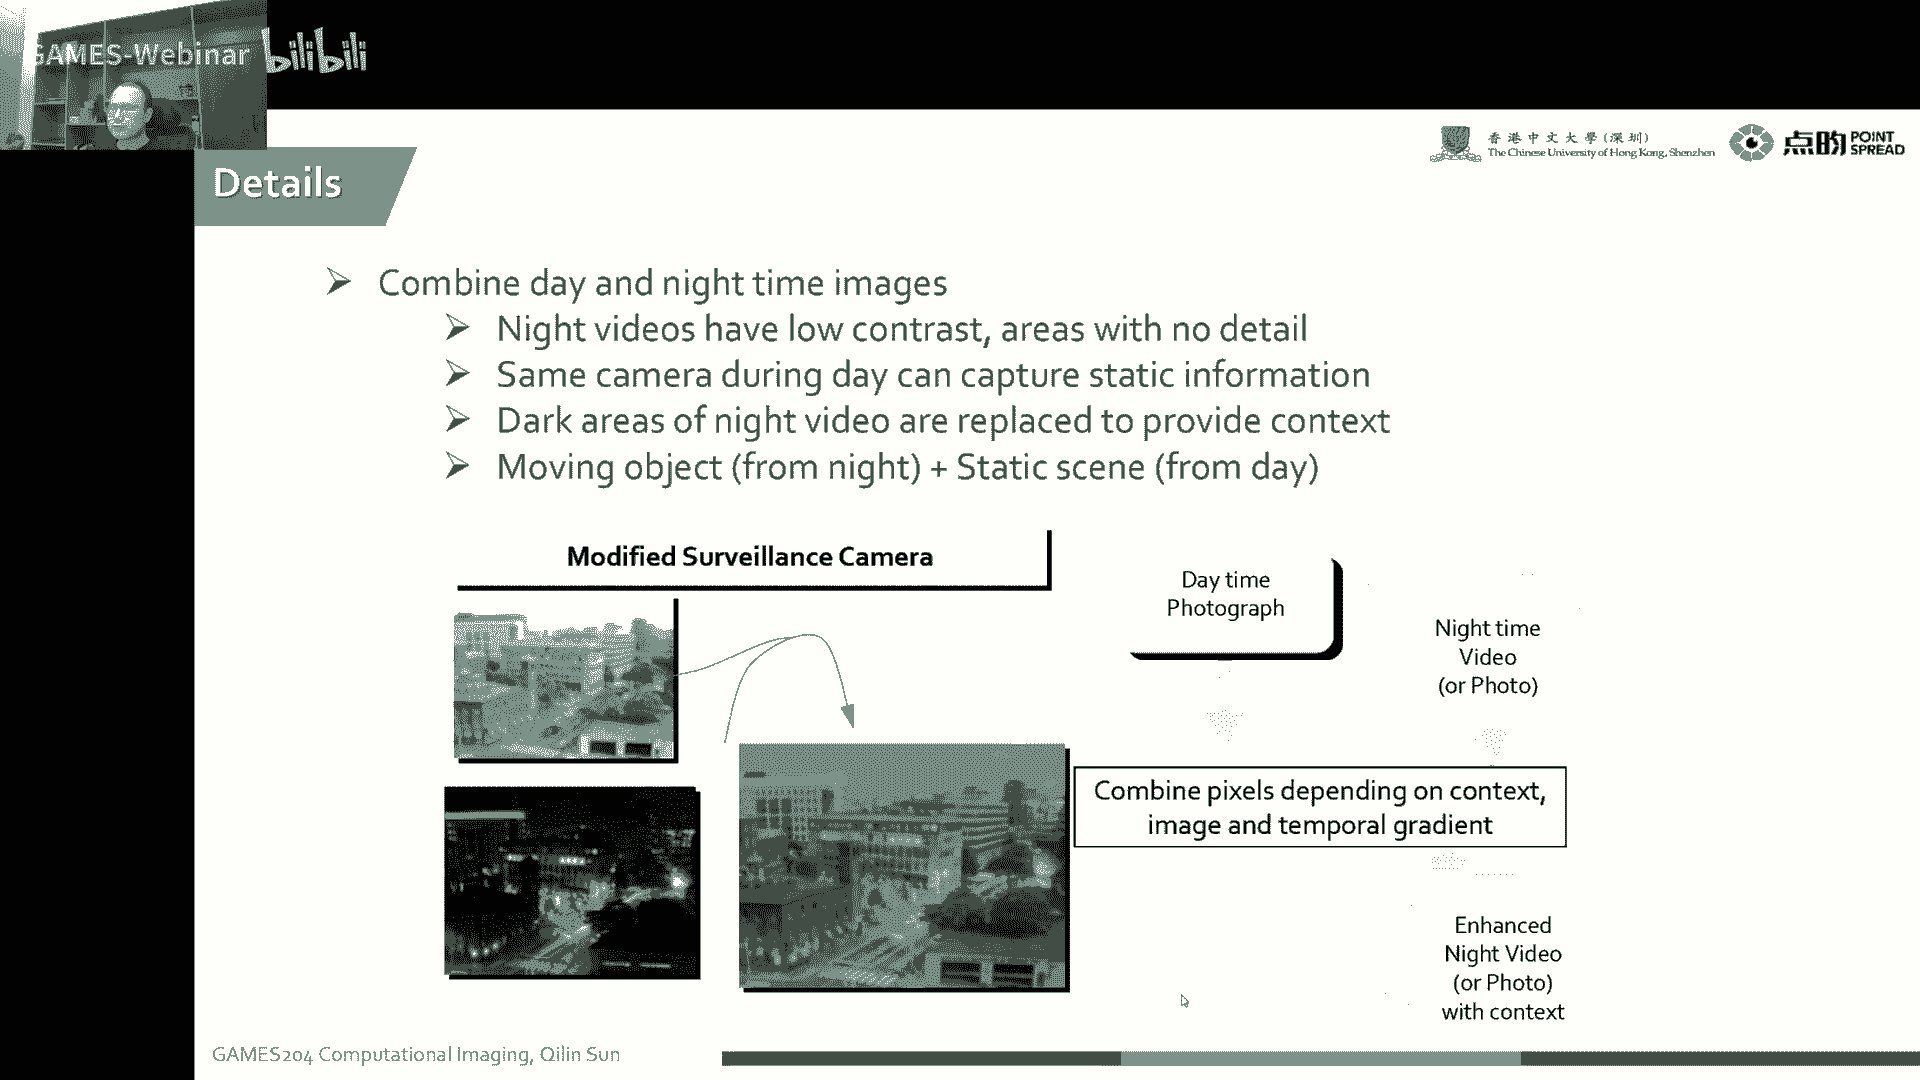 GAMES-Webinar
bilibili
香港中文大學(深圳)
The Chinese University of Hong Kong, Shenzhen
点昀 POINT
SPREAD
Details
Combine day and night time images
Night videos have low contrast, areas with no detail
Same camera during day can capture static information
Dark areas of night video are replaced to provide context
Moving object (from night) + Static scene (from day)
Modified Surveillance Camera
Day time
Photograph
Night time
Video
(or Photo)
Combine pixels depending on context,
image and temporal gradient
Enhanced
Night Video
(or Photo)
with context
GAMES204 Computational Imaging, Qilin Sun